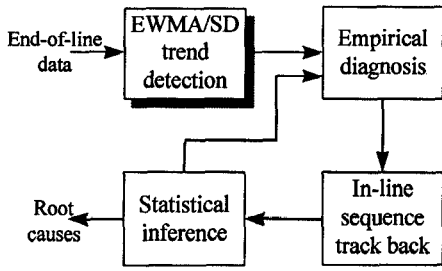 End-of-line
data
EWMA/SD
trend
detection
Empirical
diagnosis
Root
causes
Statistical
inference
In-line
sequence
track back